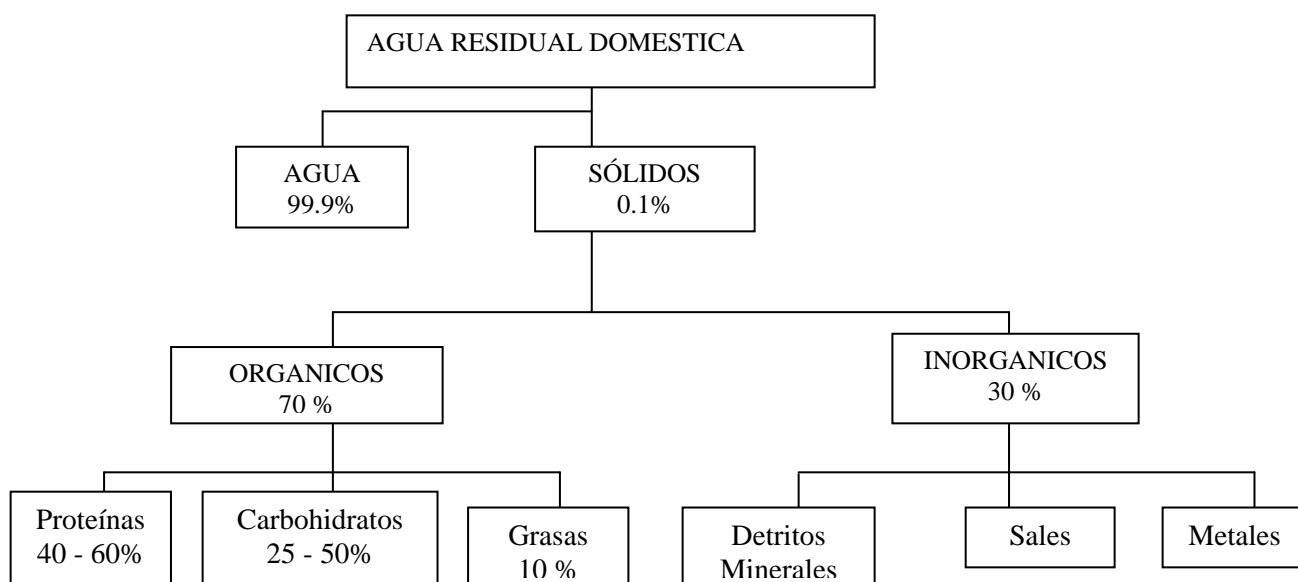 AGUA RESIDUAL DOMESTICA
AGUA
99.9%
SÓLIDOS
0.1%
ORGANICOS
70 %
INORGANICOS
30 %
Proteínas
40 - 60%
Carbohidratos
25 - 50%
Grasas
10 %
Detritos
Minerales
Sales
Metales